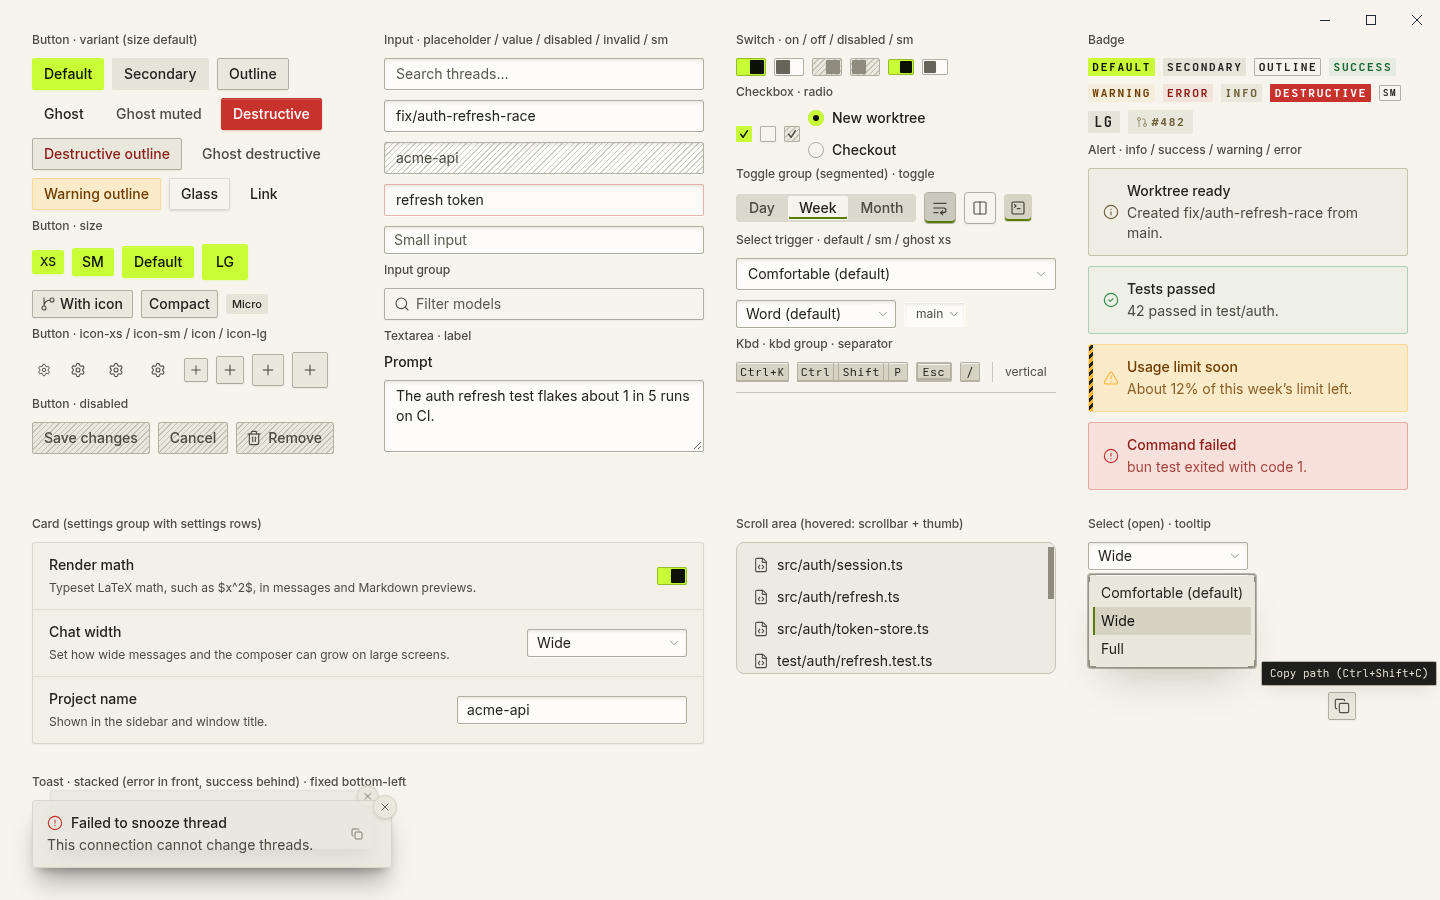 Button · variant (size default)
Default
Secondary
Outline
Ghost
Ghost muted
Destructive
Destructive outline
Ghost destructive
Warning outline
Glass
Link
Button · size
XS
SM
Default
LG
With icon
Compact
Micro
Button · icon-xs / icon-sm / icon / icon-lg
Button · disabled
Save changes
Cancel
Remove
Input · placeholder / value / disabled / invalid / sm
Search threads...
fix/auth-refresh-race
acme-api
refresh token
Small input
Input group
Filter models
Textarea · label
Prompt
The auth refresh test flakes about 1 in 5 runs
on CI.
Switch · on / off / disabled / sm
Checkbox · radio
New worktree
Checkout
Toggle group (segmented) · toggle
Day
Week
Month
Select trigger · default / sm / ghost xs
Comfortable (default)
Word (default)
main
Kbd · kbd group · separator
Ctrl+K
Ctrl
Shift
P
Esc
/
vertical
Badge
DEFAULT
SECONDARY
OUTLINE
SUCCESS
WARNING
ERROR
INFO
DESTRUCTIVE
SM
LG
#482
Alert · info / success / warning / error
Worktree ready
Created fix/auth-refresh-race from
main.
Tests passed
42 passed in test/auth.
Usage limit soon
About 12% of this week's limit left.
Command failed
bun test exited with code 1.
Card (settings group with settings rows)
Render math
Typeset LaTeX math, such as $x^2$, in messages and Markdown previews.
Chat width
Set how wide messages and the composer can grow on large screens.
Wide
Project name
Shown in the sidebar and window title.
acme-api
Scroll area (hovered: scrollbar + thumb)
src/auth/session.ts
src/auth/refresh.ts
src/auth/token-store.ts
test/auth/refresh.test.ts
Select (open) · tooltip
Wide
Comfortable (default)
Wide
Full
Copy path (Ctrl+Shift+C)
Toast · stacked (error in front, success behind) · fixed bottom-left
Failed to snooze thread
This connection cannot change threads.